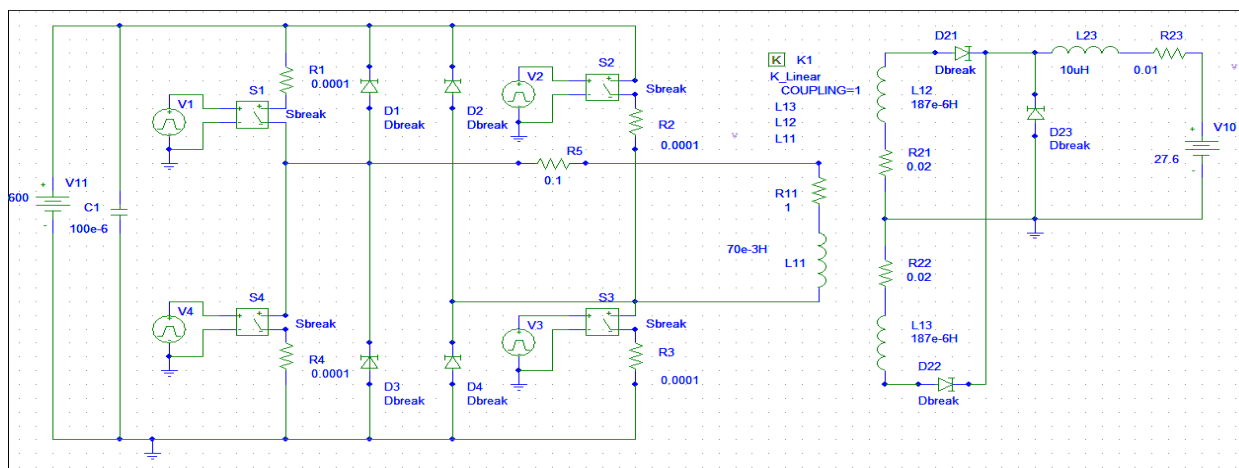 D21
Dbreak
L23
10uH
R23
0.01
K
K1
K_Linear
COUPLING=1
L13
L12
L11
L12
187e-6H
D23
Dbreak
V10
27.6
R21
0.02
R1
0.0001
V1
S1
Sbreak
D1
Dbreak
D2
Dbreak
V2
S2
Sbreak
R2
0.0001
R5
0.1
R11
1
70e-3H
L11
V11
600
C1
100e-6
R22
0.02
L13
187e-6H
D22
Dbreak
V4
S4
Sbreak
R4
0.0001
D3
Dbreak
D4
Dbreak
V3
S3
Sbreak
R3
0.0001